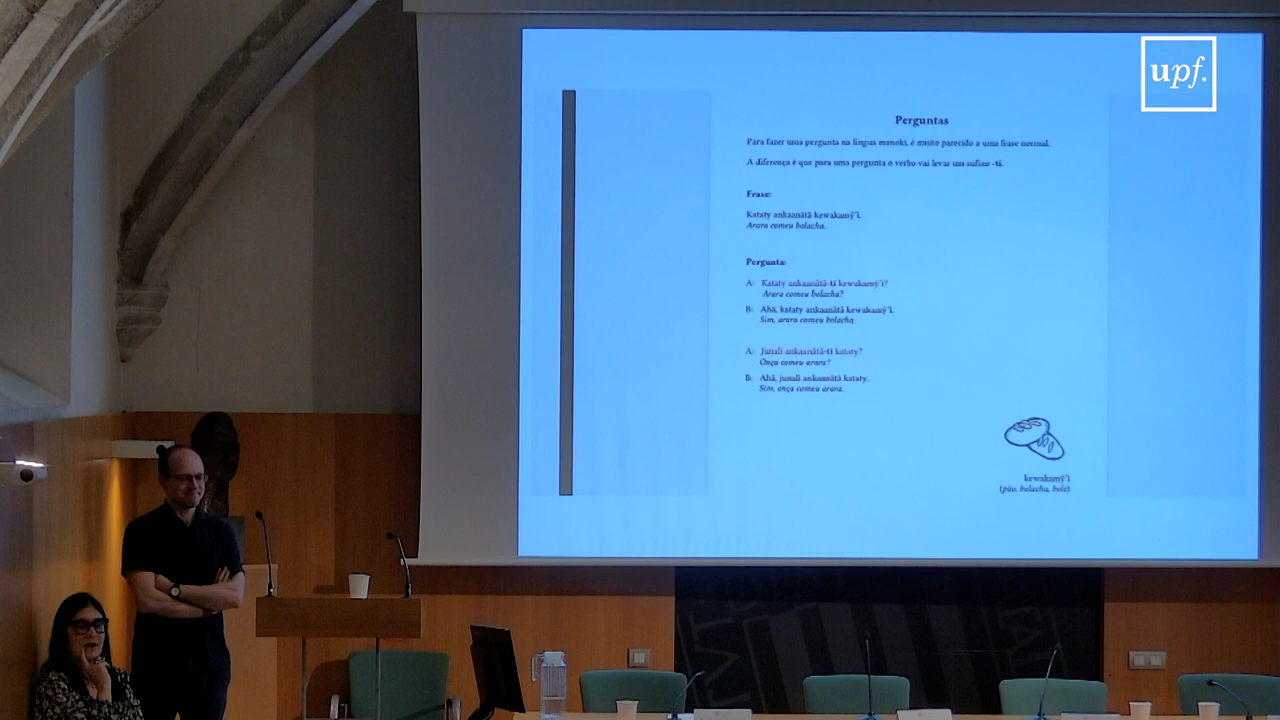 upf.
Perguntas
Para fazer uma pergunta na língua manoki, é muito parecido a uma frase normal.
A diferença é que para uma pergunta o verbo vai levar um sufixo -ti.
Frase:
Kataty ankaanãtã kewakamỹ'ĩ.
Arara comeu bolacha.
Pergunta:
A: Kataty ankaanãtã-ti kewakamỹ'ĩ?
Arara comeu bolacha?
B: Ahã, kataty ankaanãtã kewakamỹ'ĩ.
Sim, arara comeu bolacha.
A: Junali ankaanãtã-ti kataty?
Onça comeu arara?
B: Ahã, junali ankaanãtã kataty.
Sim, onça comeu arara.
kewakamỹ'ĩ
(pão, bolacha, bolo)